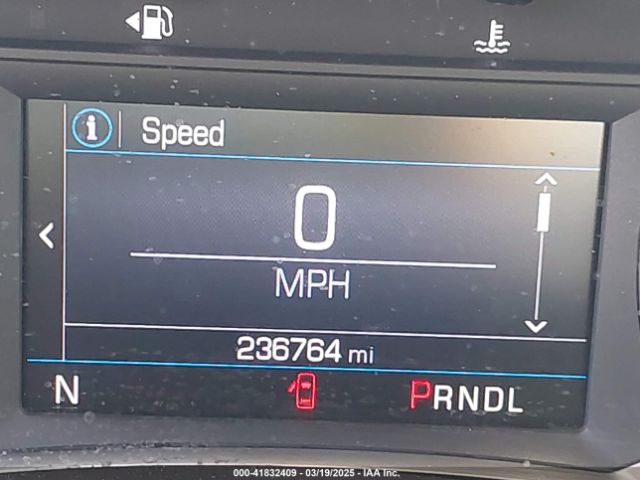 i Speed
0
MPH
236764 mi
N PRNDL
000-41832409 - 03/19/2025 - IAA Inc.